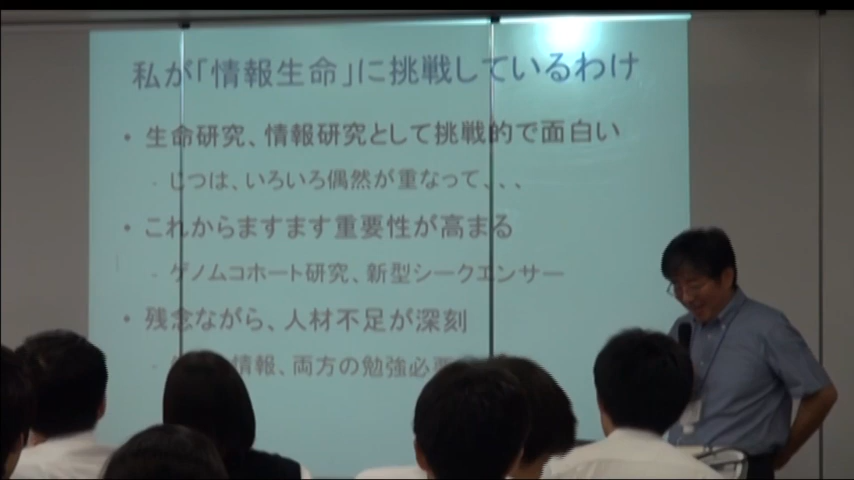 私が「情報生命」に挑戦しているわけ
• 生命研究、情報研究として挑戦的で面白い
- じつは、いろいろ偶然が重なって、、、
• これからますます重要性が高まる
- ゲノムコホート研究、新型シークエンサー
• 残念ながら、人材不足が深刻
情報、両方の勉強必要